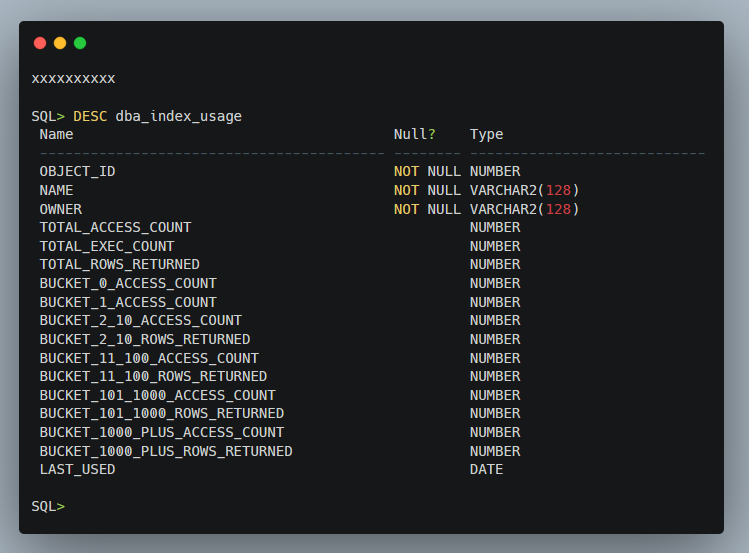 xxxxxxxxxx
SQL> DESC dba_index_usage
 Name                                      Null?    Type
 ----------------------------------------- -------- ----------------------------
 OBJECT_ID                                 NOT NULL NUMBER
 NAME                                      NOT NULL VARCHAR2(128)
 OWNER                                     NOT NULL VARCHAR2(128)
 TOTAL_ACCESS_COUNT                                 NUMBER
 TOTAL_EXEC_COUNT                                   NUMBER
 TOTAL_ROWS_RETURNED                                NUMBER
 BUCKET_0_ACCESS_COUNT                              NUMBER
 BUCKET_1_ACCESS_COUNT                              NUMBER
 BUCKET_2_10_ACCESS_COUNT                           NUMBER
 BUCKET_2_10_ROWS_RETURNED                          NUMBER
 BUCKET_11_100_ACCESS_COUNT                         NUMBER
 BUCKET_11_100_ROWS_RETURNED                        NUMBER
 BUCKET_101_1000_ACCESS_COUNT                       NUMBER
 BUCKET_101_1000_ROWS_RETURNED                      NUMBER
 BUCKET_1000_PLUS_ACCESS_COUNT                      NUMBER
 BUCKET_1000_PLUS_ROWS_RETURNED                     NUMBER
 LAST_USED                                          DATE
SQL>